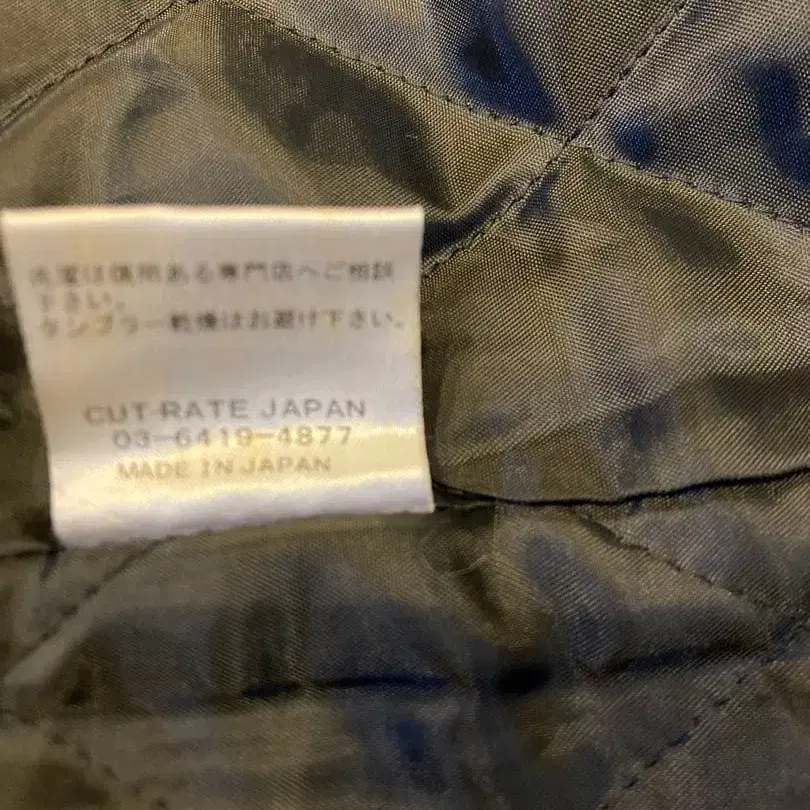 洗濯は信用ある専門店へご相談
下さい。
タンブラー乾燥はお避け下さい。
CUT-RATE JAPAN
03-6419-4877
MADE IN JAPAN